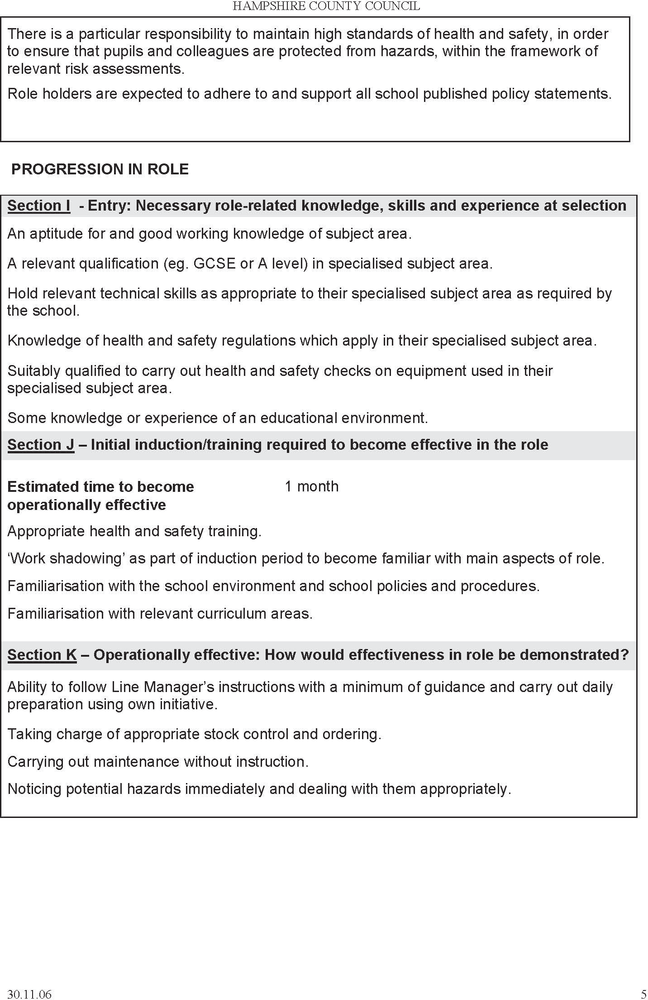 HAMPSHIRE COUNTY COUNCIL
There is a particular responsibility to maintain high standards of health and safety, in order
to ensure that pupils and colleagues are protected from hazards, within the framework of
relevant risk assessments.
Role holders are expected to adhere to and support all school published policy statements.
PROGRESSION IN ROLE
Section I - Entry: Necessary role-related knowledge, skills and experience at selection
An aptitude for and good working knowledge of subject area.
A relevant qualification (eg. GCSE or A level) in specialised subject area.
Hold relevant technical skills as appropriate to their specialised subject area as required by
the school.
Knowledge of health and safety regulations which apply in their specialised subject area.
Suitably qualified to carry out health and safety checks on equipment used in their
specialised subject area.
Some knowledge or experience of an educational environment.
Section J – Initial induction/training required to become effective in the role
Estimated time to become 1 month
operationally effective
Appropriate health and safety training.
‘Work shadowing’ as part of induction period to become familiar with main aspects of role.
Familiarisation with the school environment and school policies and procedures.
Familiarisation with relevant curriculum areas.
Section K – Operationally effective: How would effectiveness in role be demonstrated?
Ability to follow Line Manager’s instructions with a minimum of guidance and carry out daily
preparation using own initiative.
Taking charge of appropriate stock control and ordering.
Carrying out maintenance without instruction.
Noticing potential hazards immediately and dealing with them appropriately.
30.11.06 5